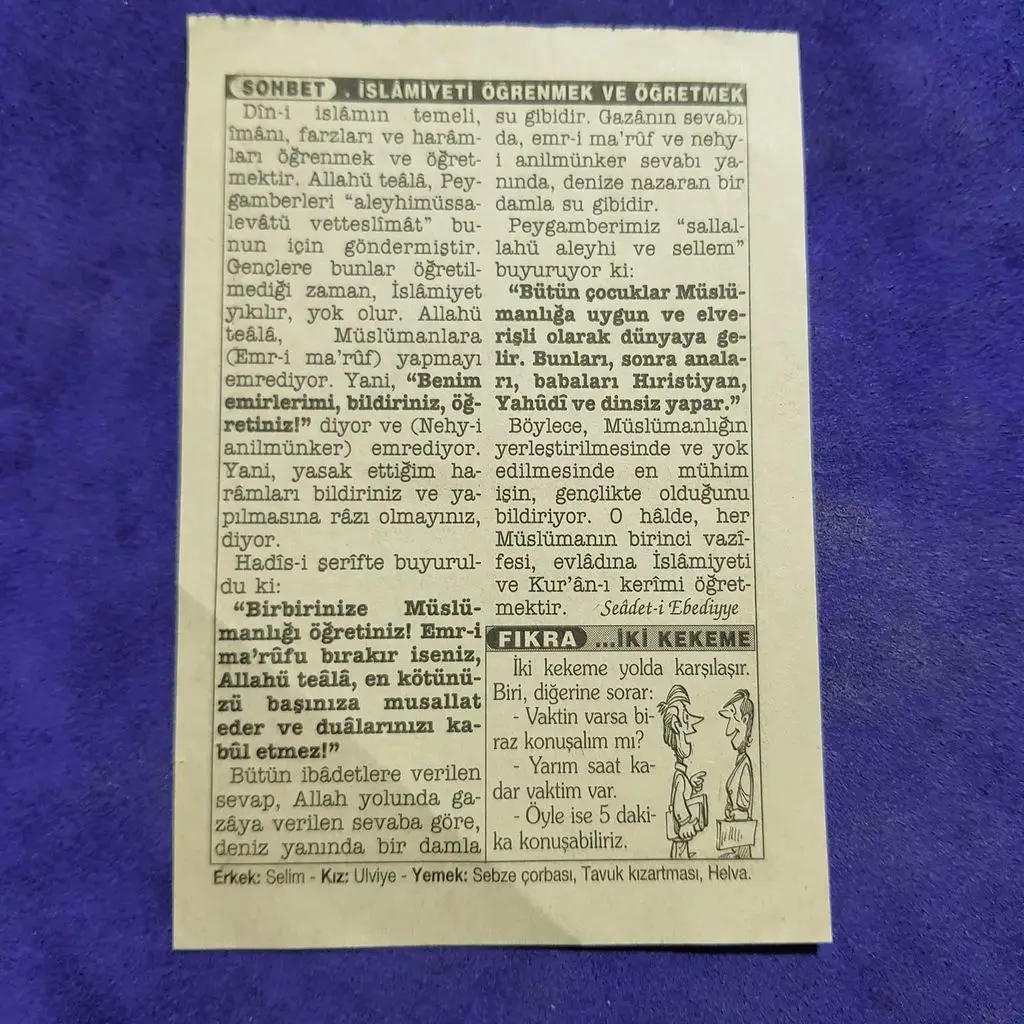 SOHBET . İSLÂMİYETİ ÖĞRENMEK VE ÖĞRETMEK
Dîn-i islâmın temeli,
îmânı, farzları ve harâm-
ları öğrenmek ve öğret-
mektir. Allahü teâlâ, Pey-
gamberleri “aleyhimüssa-
levâtü vetteslîmât” bu-
nun için göndermiştir.
Gençlere bunlar öğretil-
mediği zaman, İslâmiyet
yıkılır, yok olur. Allahü
teâlâ, Müslümanlara
(Emr-i ma’rûf) yapmayı
emrediyor. Yani, “Benim
emirlerimi, bildiriniz, öğ-
retiniz!” diyor ve (Nehy-i
anilmünker) emrediyor.
Yani, yasak ettiğim ha-
râmları bildiriniz ve ya-
pılmasına râzı olmayınız,
diyor.
Hadîs-i şerîfte buyurul-
du ki:
“Birbirinize Müslü-
manlığı öğretiniz! Emr-i
ma’rûfu bırakır iseniz,
Allahü teâlâ, en kötünü-
zü başınıza musallat
eder ve duâlarınızı ka-
bûl etmez!”
Bütün ibâdetlere verilen
sevap, Allah yolunda ga-
zâya verilen sevaba göre,
deniz yanında bir damla
su gibidir. Gazânın sevabı
da, emr-i ma’rûf ve nehy-
i anilmünker sevabı ya-
nında, denize nazaran bir
damla su gibidir.
Peygamberimiz “sallal-
lahü aleyhi ve sellem”
buyuruyor ki:
“Bütün çocuklar Müslü-
manlığa uygun ve elve-
rişli olarak dünyaya ge-
lir. Bunları, sonra anala-
rı, babaları Hıristiyan,
Yahûdî ve dinsiz yapar.”
Böylece, Müslümanlığın
yerleştirilmesinde ve yok
edilmesinde en mühim
işin, gençlikte olduğunu
bildiriyor. O hâlde, her
Müslümanın birinci vazî-
fesi, evlâdına İslâmiyeti
ve Kur’ân-ı kerîmi öğret-
mektir. Seâdet-i Ebediyye
FIKRA ...İKİ KEKEME
İki kekeme yolda karşılaşır.
Biri, diğerine sorar:
- Vaktin varsa bi-
raz konuşalım mı?
- Yarım saat ka-
dar vaktim var.
- Öyle ise 5 daki-
ka konuşabiliriz.
Erkek: Selim - Kız: Ulviye - Yemek: Sebze çorbası, Tavuk kızartması, Helva.